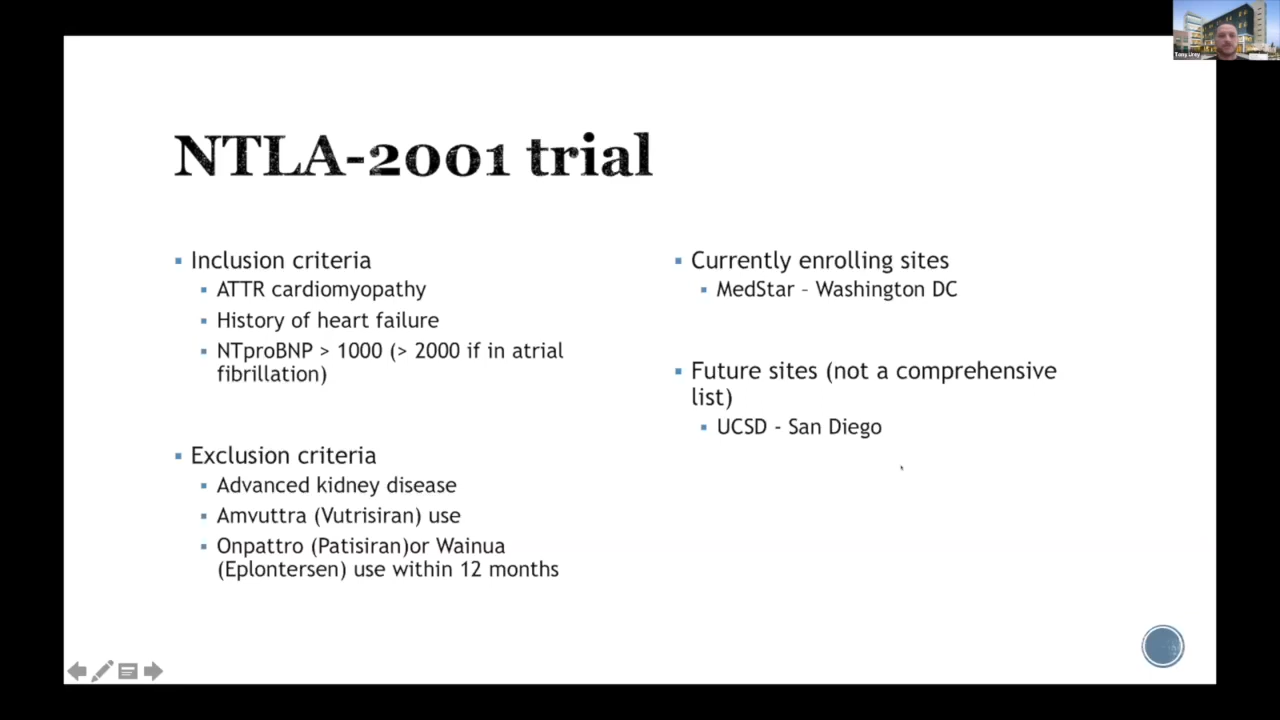 NTLA-2001 trial
Inclusion criteria
ATTR cardiomyopathy
History of heart failure
NTproBNP > 1000 (> 2000 if in atrial
fibrillation)
Exclusion criteria
Advanced kidney disease
Amvuttra (Vutrisiran) use
Onpattro (Patisiran)or Wainua
(Eplontersen) use within 12 months
Currently enrolling sites
MedStar – Washington DC
Future sites (not a comprehensive
list)
UCSD - San Diego